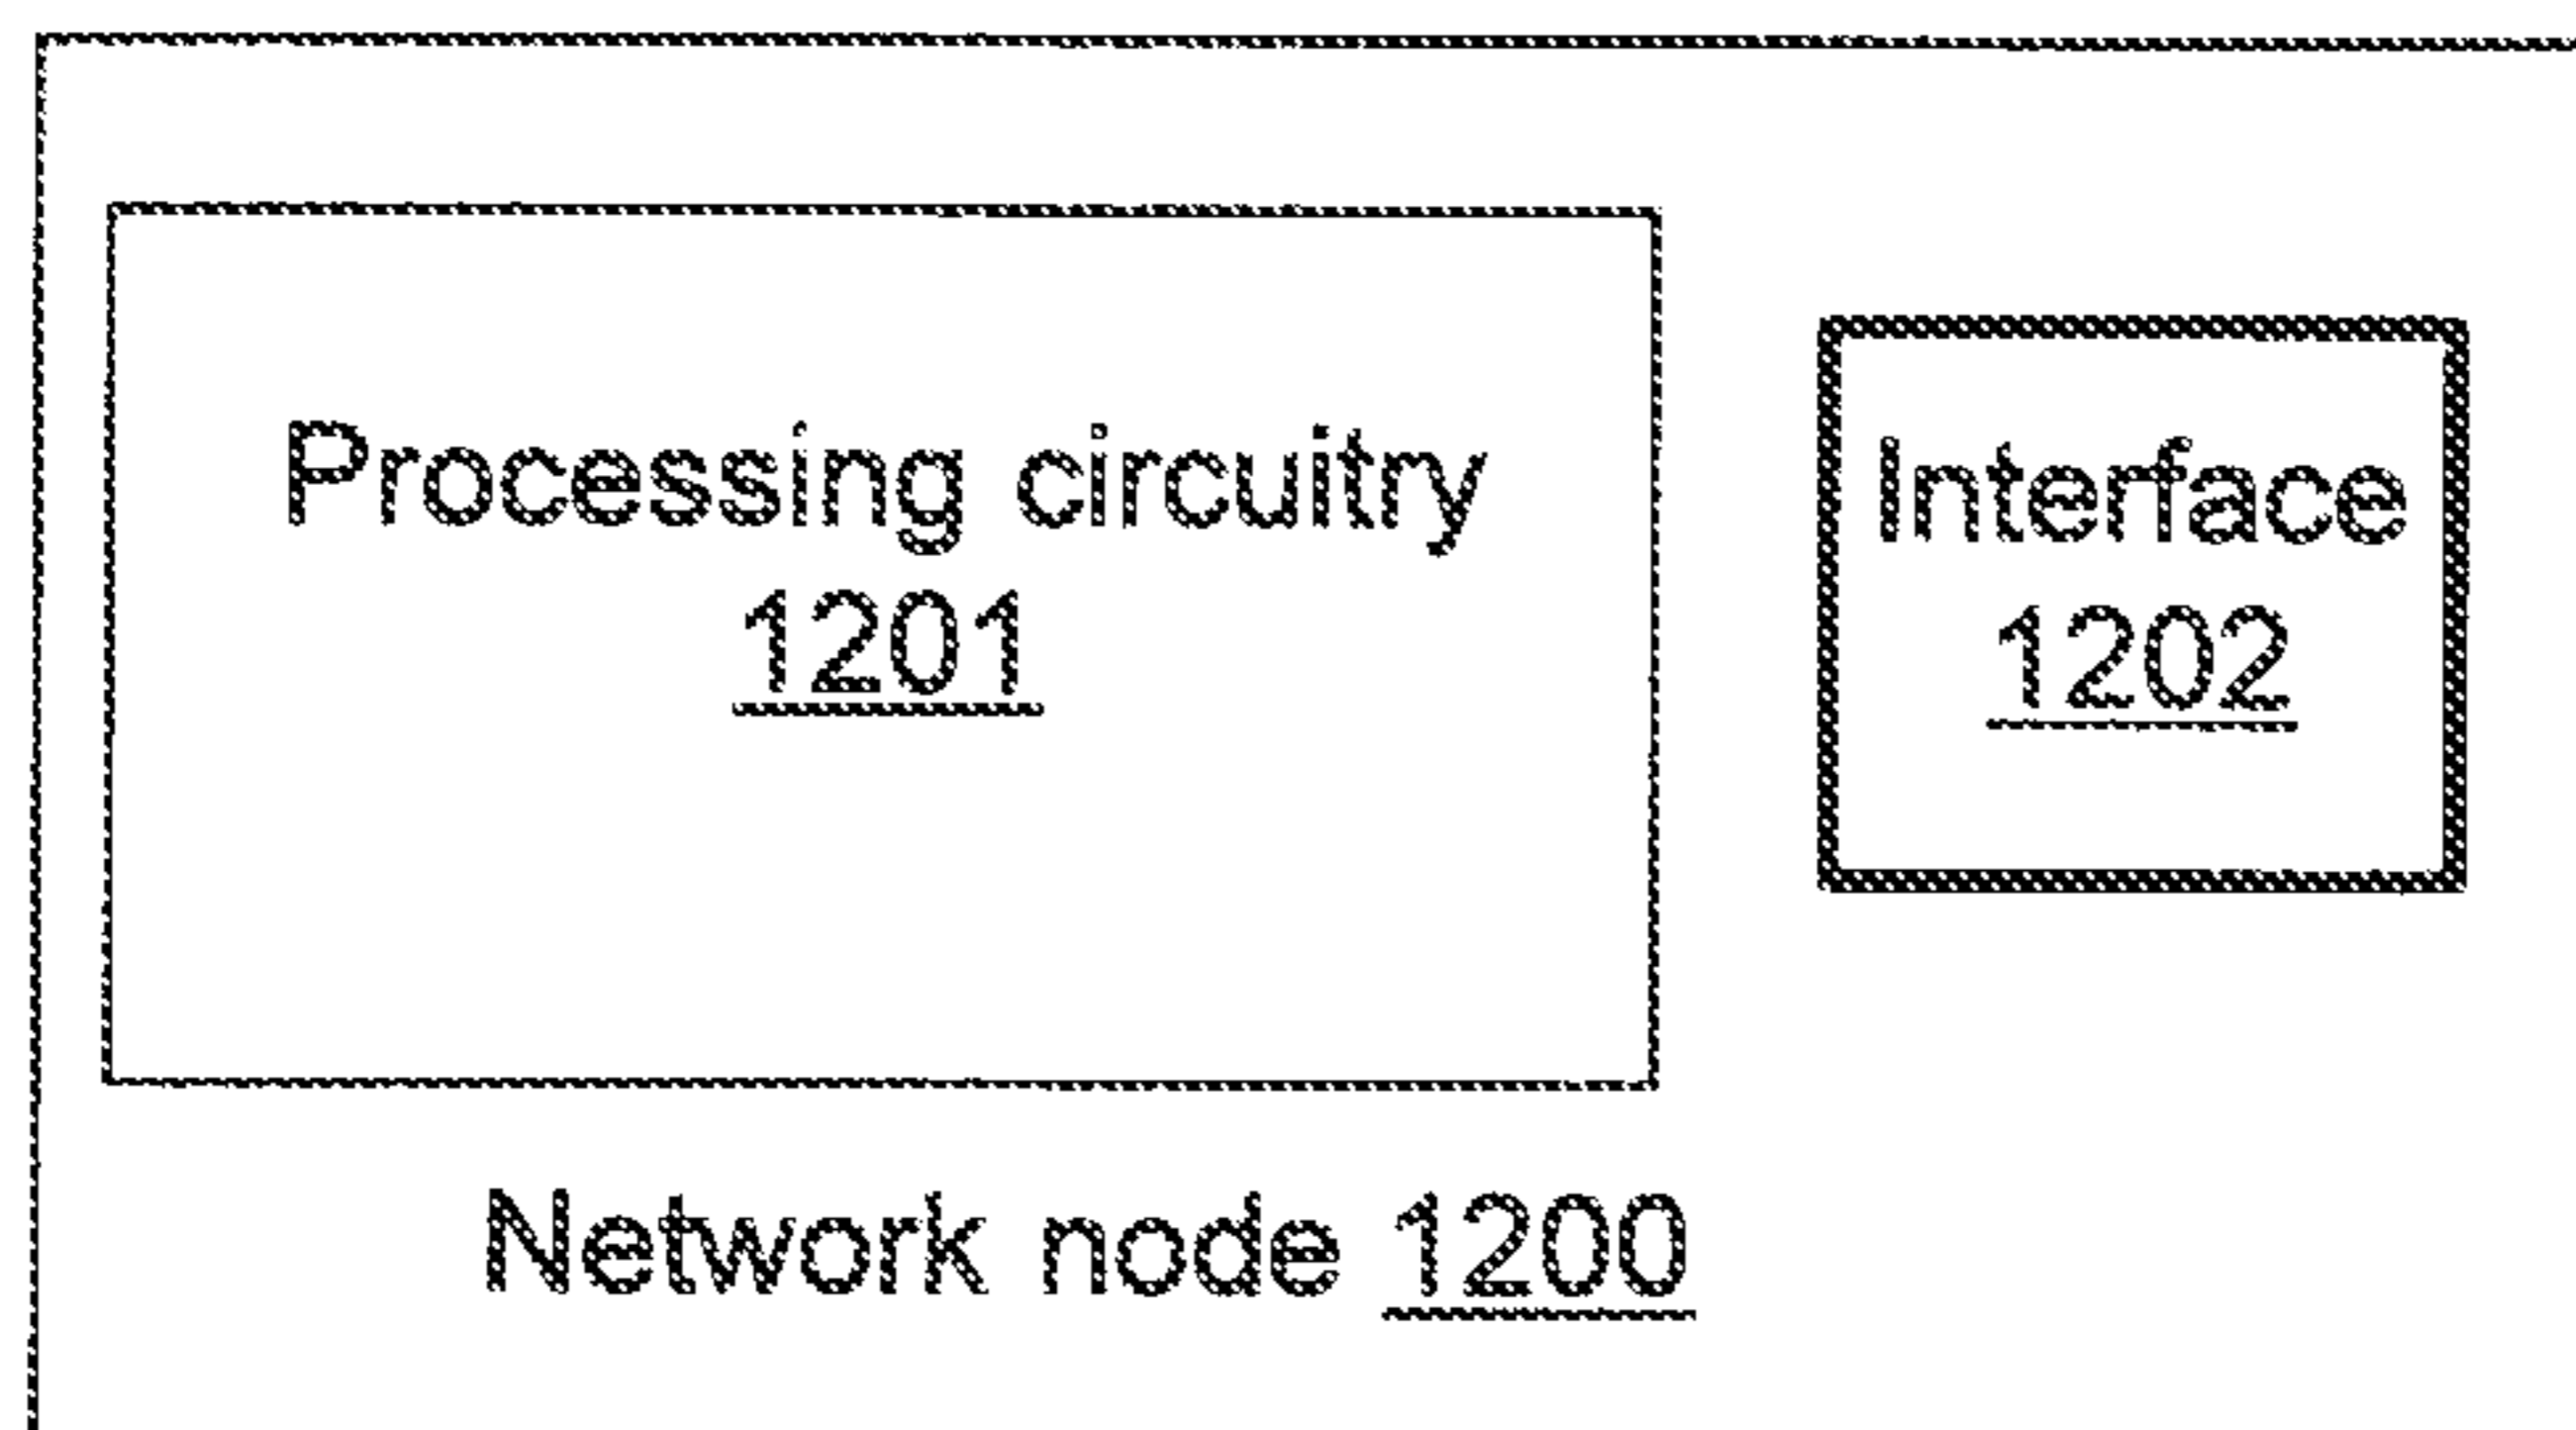 Processing circuitry
1201
Interface
1202
Network node 1200